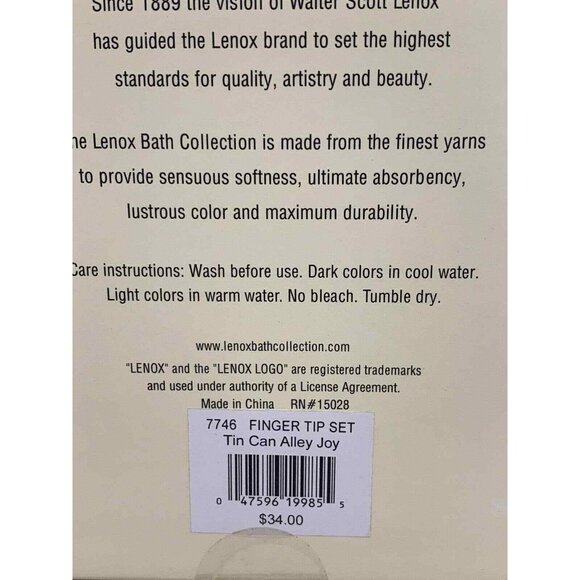 Since 1889 the vision of Walter Scott Lenox
has guided the Lenox brand to set the highest
standards for quality, artistry and beauty.
he Lenox Bath Collection is made from the finest yarns
to provide sensuous softness, ultimate absorbency,
lustrous color and maximum durability.
Care instructions: Wash before use. Dark colors in cool water.
Light colors in warm water. No bleach. Tumble dry.
www.lenoxbathcollection.com
"LENOX" and the "LENOX LOGO" are registered trademarks
and used under authority of a License Agreement.
Made in China RN#15028
7746 FINGER TIP SET
Tin Can Alley Joy
0 47596 19985 5
$34.00